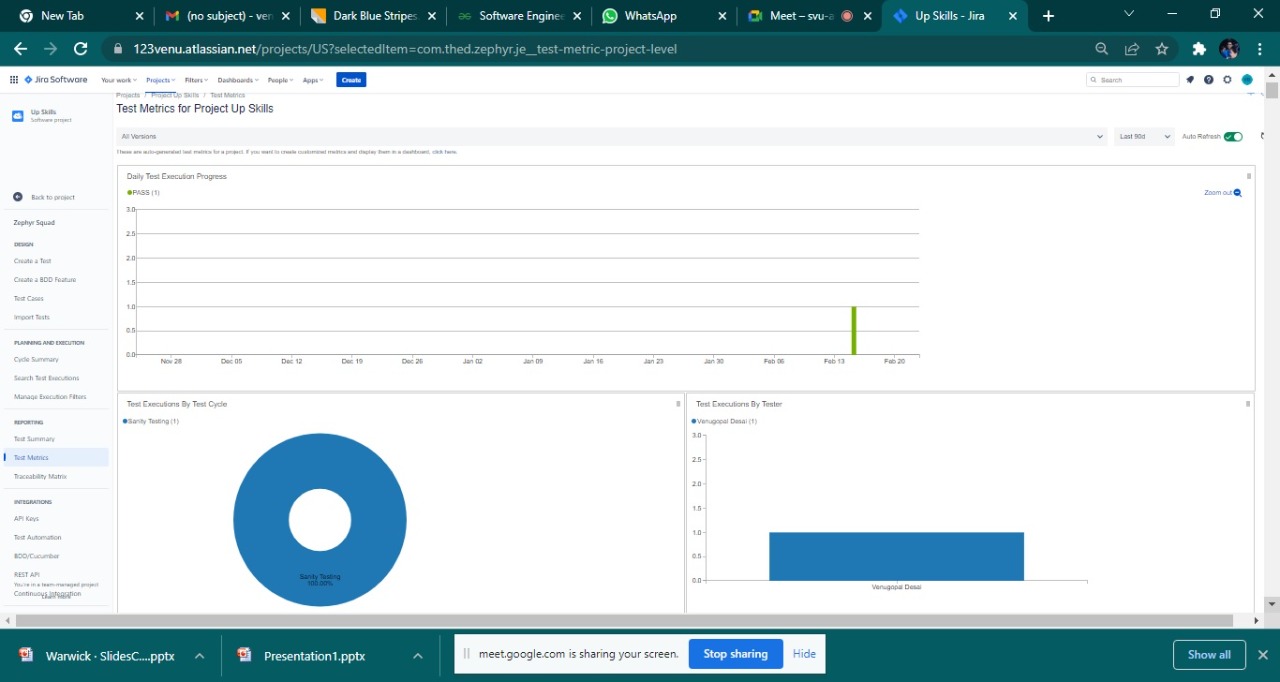 New Tab
(no subject) - ven
Dark Blue Stripes
Software Enginee
WhatsApp
Meet – svu-a
Up Skills - Jira
123venu.atlassian.net/projects/US?selectedItem=com.thed.zephyr.je__test-metric-project-level
Jira Software
Your work
Projects
Filters
Dashboards
People
Apps
Create
Search
Up Skills
Software project
Back to project
Zephyr Squad
DESIGN
Create a Test
Create a BDD Feature
Test Cases
Import Tests
PLANNING AND EXECUTION
Cycle Summary
Search Test Executions
Manage Execution Filters
REPORTING
Test Summary
Test Metrics
Traceability Matrix
INTEGRATIONS
API Keys
Test Automation
BDD/Cucumber
REST API
You're in a team-managed project
Continuous Integration
Learn more
Projects / Project Up Skills / Test Metrics
Test Metrics for Project Up Skills
All Versions
Last 90d
Auto Refresh
These are auto-generated test metrics for a project. If you want to create customized metrics and display them in a dashboard, click here.
Daily Test Execution Progress
PASS (1)
Zoom out
3.0
2.5
2.0
1.5
1.0
0.5
0.0
Nov 28 Dec 05 Dec 12 Dec 19 Dec 26 Jan 02 Jan 09 Jan 16 Jan 23 Jan 30 Feb 06 Feb 13 Feb 20
Test Executions By Test Cycle
Sanity Testing (1)
Sanity Testing
100.00%
Test Executions By Tester
Venugopal Desai (1)
3.0
2.5
2.0
1.5
1.0
0.5
0.0
Venugopal Desai
Warwick · SlidesC....pptx
Presentation1.pptx
meet.google.com is sharing your screen.
Stop sharing
Hide
Show all